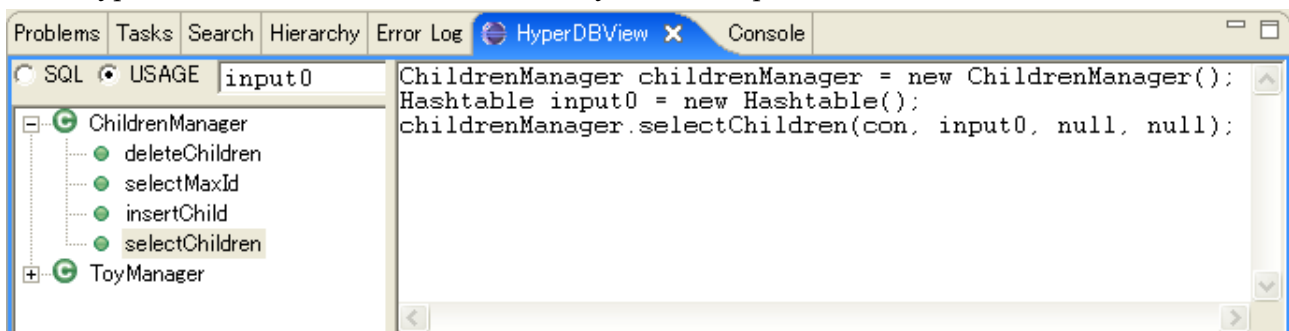 Problems Tasks Search Hierarchy Error Log HyperDBView Console
SQL USAGE input0
ChildrenManager
deleteChildren
selectMaxId
insertChild
selectChildren
ToyManager
ChildrenManager childrenManager = new ChildrenManager();
Hashtable input0 = new Hashtable();
childrenManager.selectChildren(con, input0, null, null);